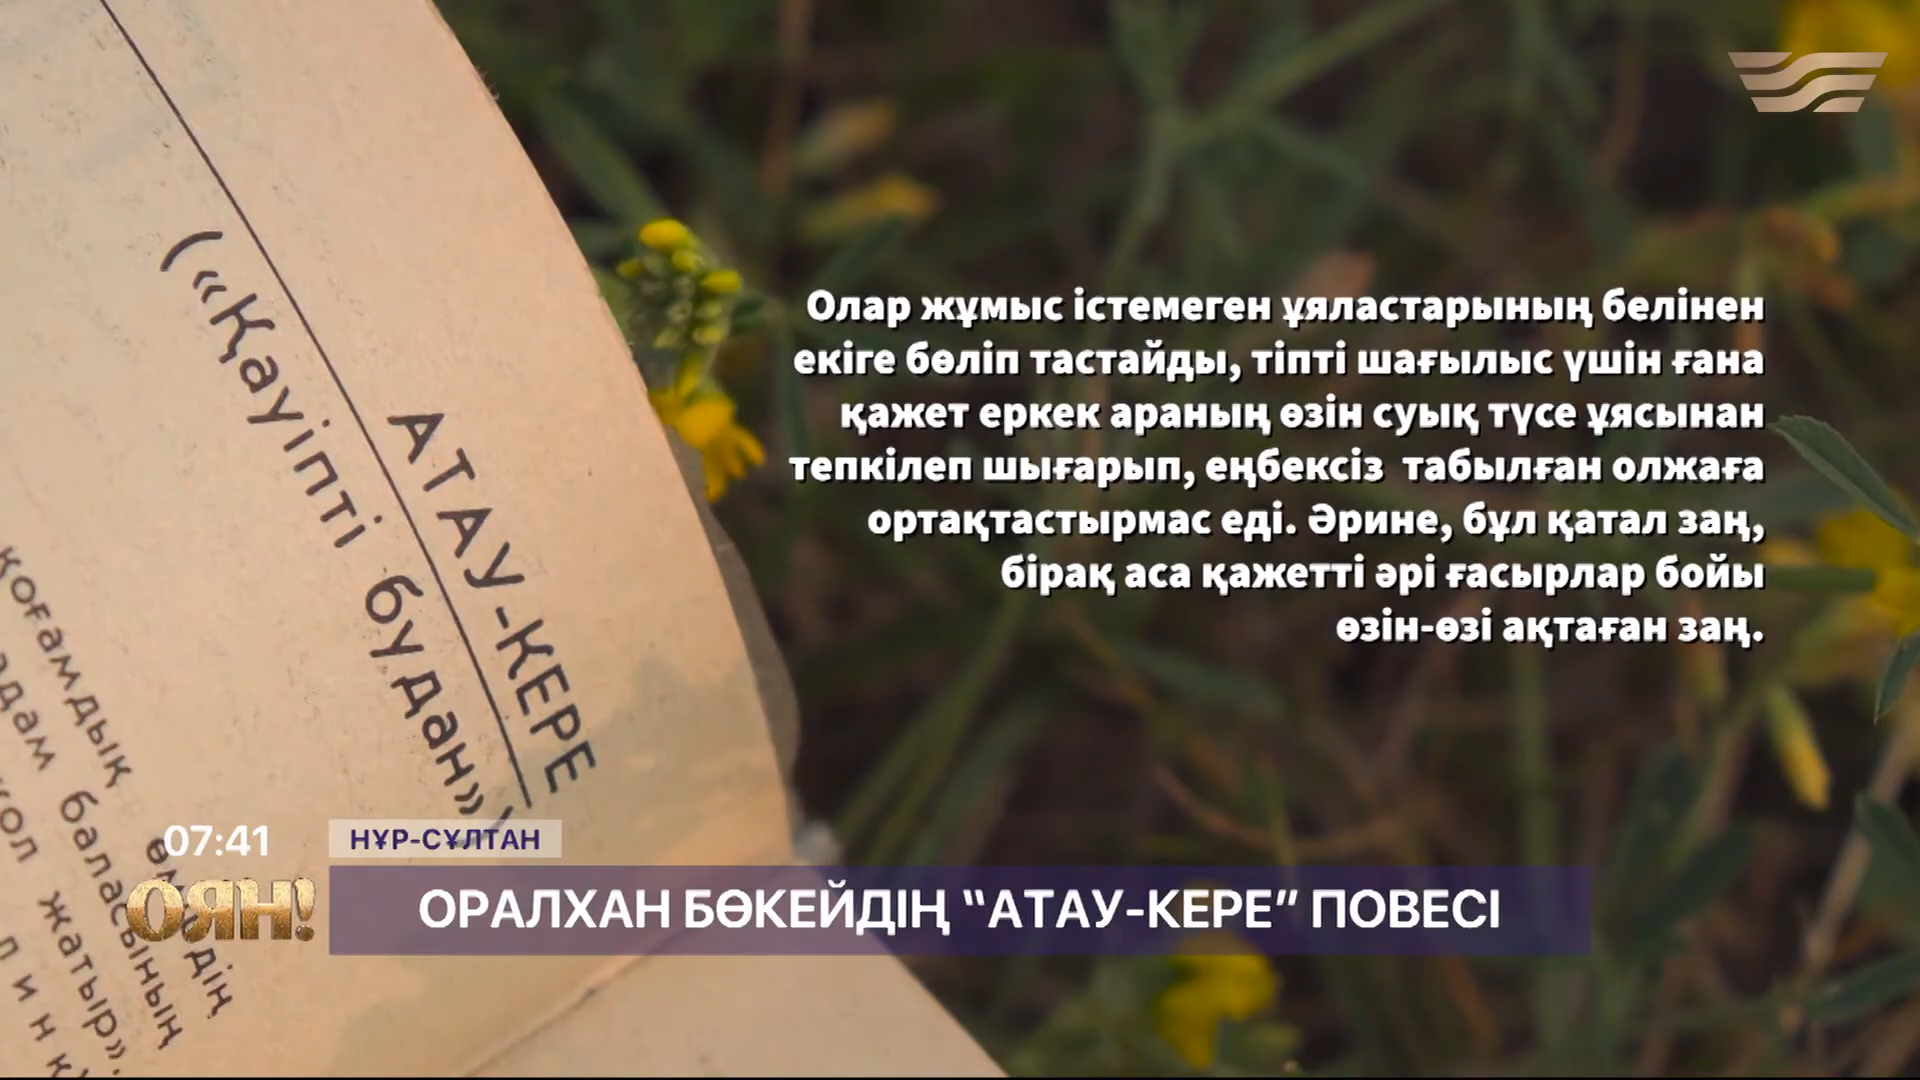 АТАУ-КЕРЕ
(«Қауіпті будан»)
Олар жұмыс істемеген ұяластарының белінен
екіге бөліп тастайды, тіпті шағылыс үшін ғана
қажет еркек араның өзін суық түсе ұясынан
тепкілеп шығарып, еңбексіз табылған олжаға
ортақтастырмас еді. Әрине, бұл қатал заң,
бірақ аса қажетті әрі ғасырлар бойы
өзін-өзі ақтаған заң.
қоғамдық
адам баласының
жатыр».
07:41
НҰР-СҰЛТАН
ОЯН!
ОРАЛХАН БӨКЕЙДІҢ “АТАУ-КЕРЕ” ПОВЕСІ